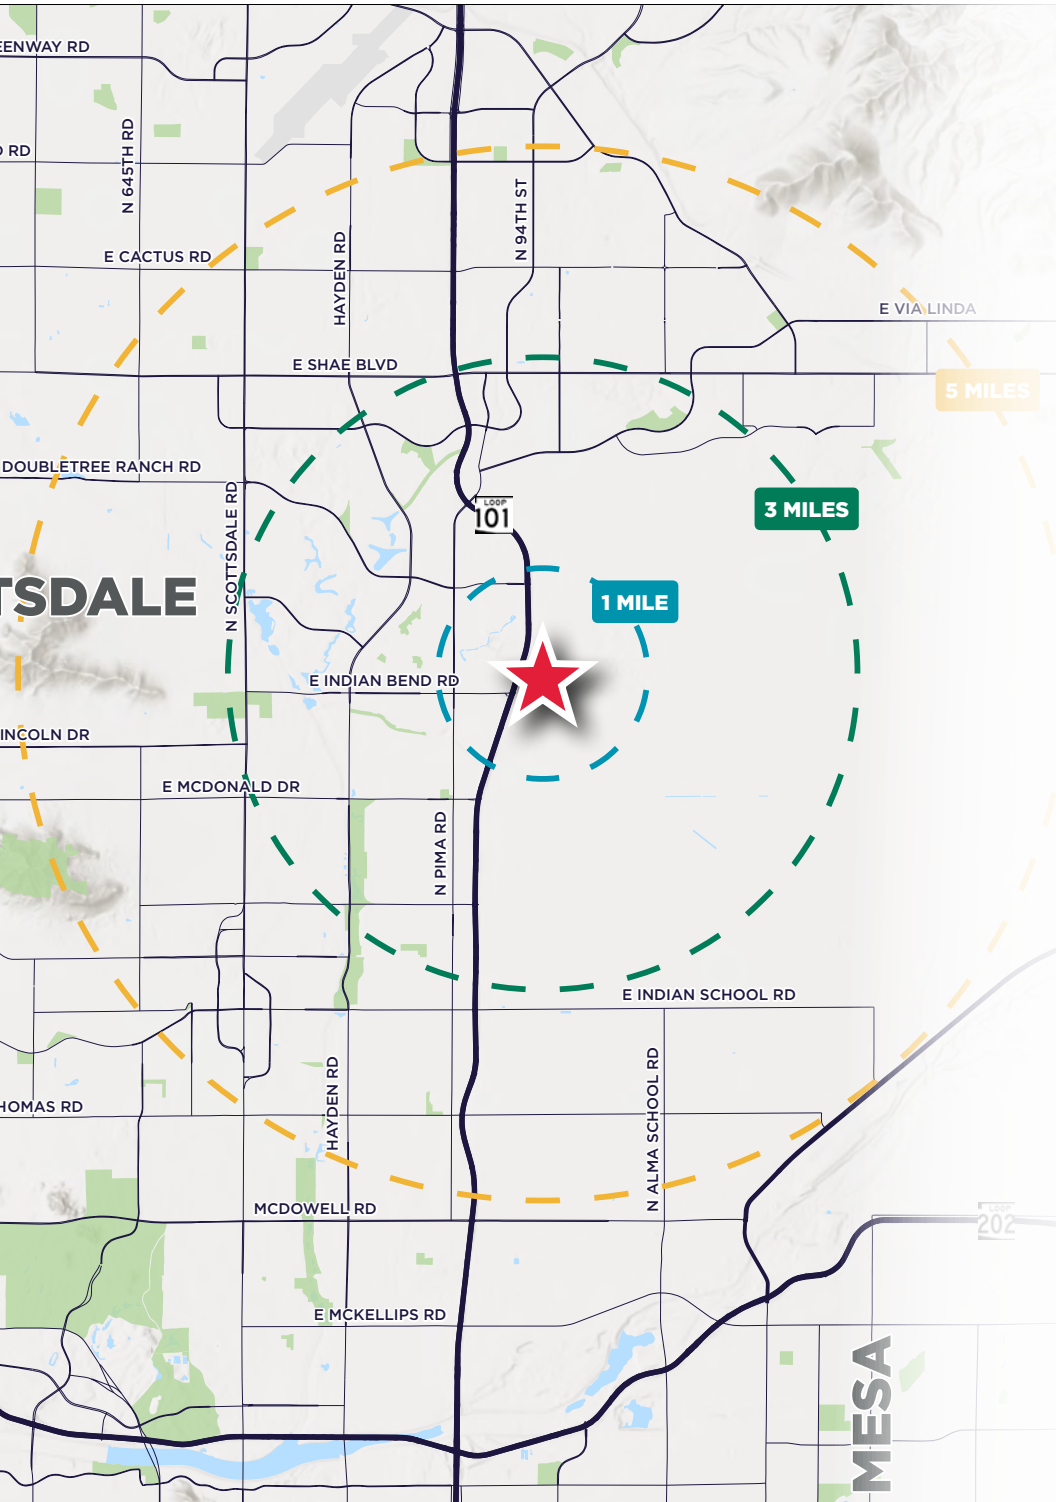 EENWAY RD
N 645TH RD
D RD
N 94TH ST
E CACTUS RD
HAYDEN RD
E VIA LINDA
E SHAE BLVD
5 MILES
DOUBLETREE RANCH RD
N SCOTTSDALE RD
LOOP
101
3 MILES
TSDALE
1 MILE
E INDIAN BEND RD
INCOLN DR
E MCDONALD DR
N PIMA RD
E INDIAN SCHOOL RD
HAYDEN RD
N ALMA SCHOOL RD
HOMAS RD
MCDOWELL RD
LOOP
202
E MCKELLIPS RD
MESA